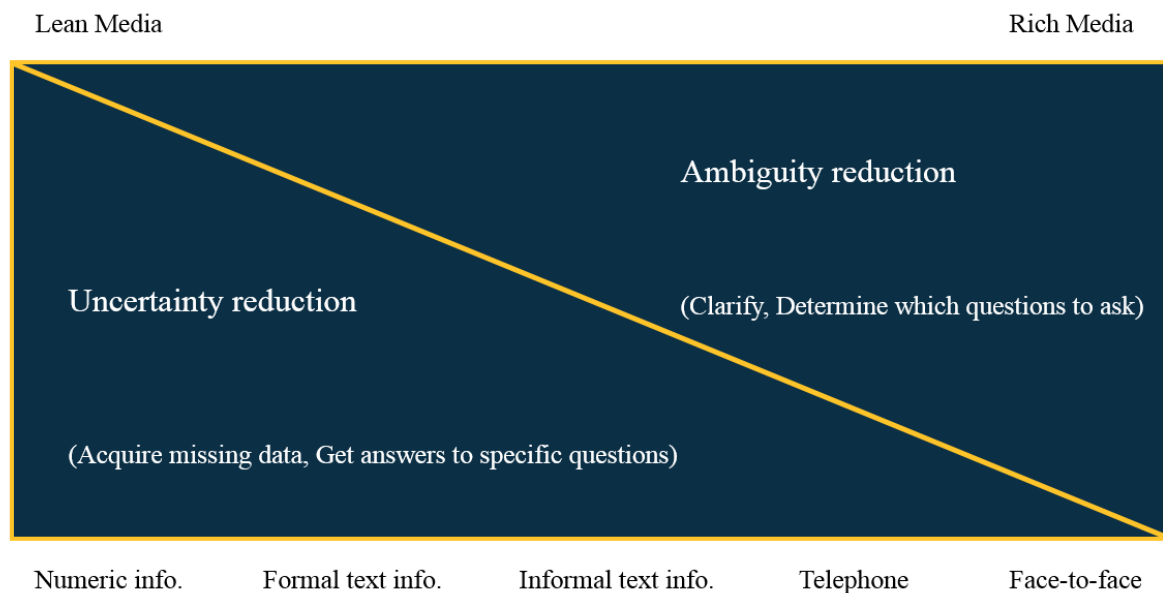 Lean Media
Rich Media
Ambiguity reduction
Uncertainty reduction
(Clarify, Determine which questions to ask)
(Acquire missing data, Get answers to specific questions)
Numeric info.
Formal text info.
Informal text info.
Telephone
Face-to-face